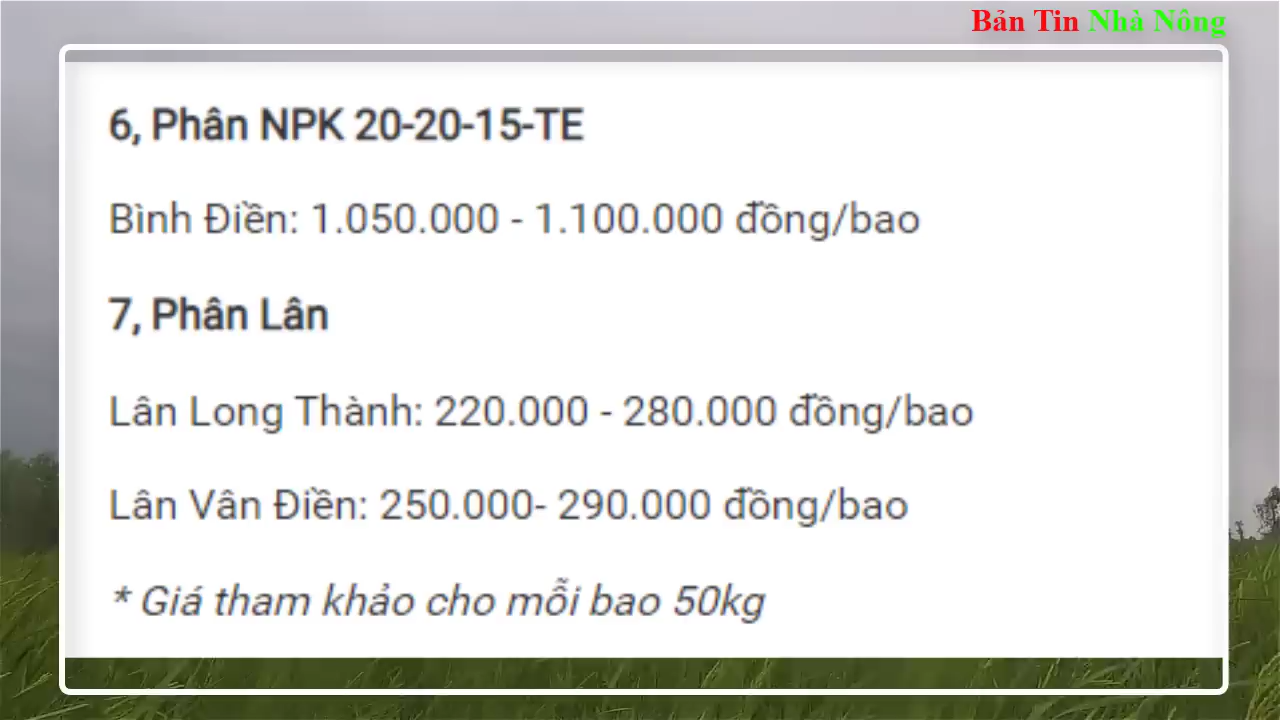 Bản Tin Nhà Nông
6, Phân NPK 20-20-15-TE
Bình Điền: 1.050.000 - 1.100.000 đồng/bao
7, Phân Lân
Lân Long Thành: 220.000 - 280.000 đồng/bao
Lân Vân Điền: 250.000- 290.000 đồng/bao
* Giá tham khảo cho mỗi bao 50kg